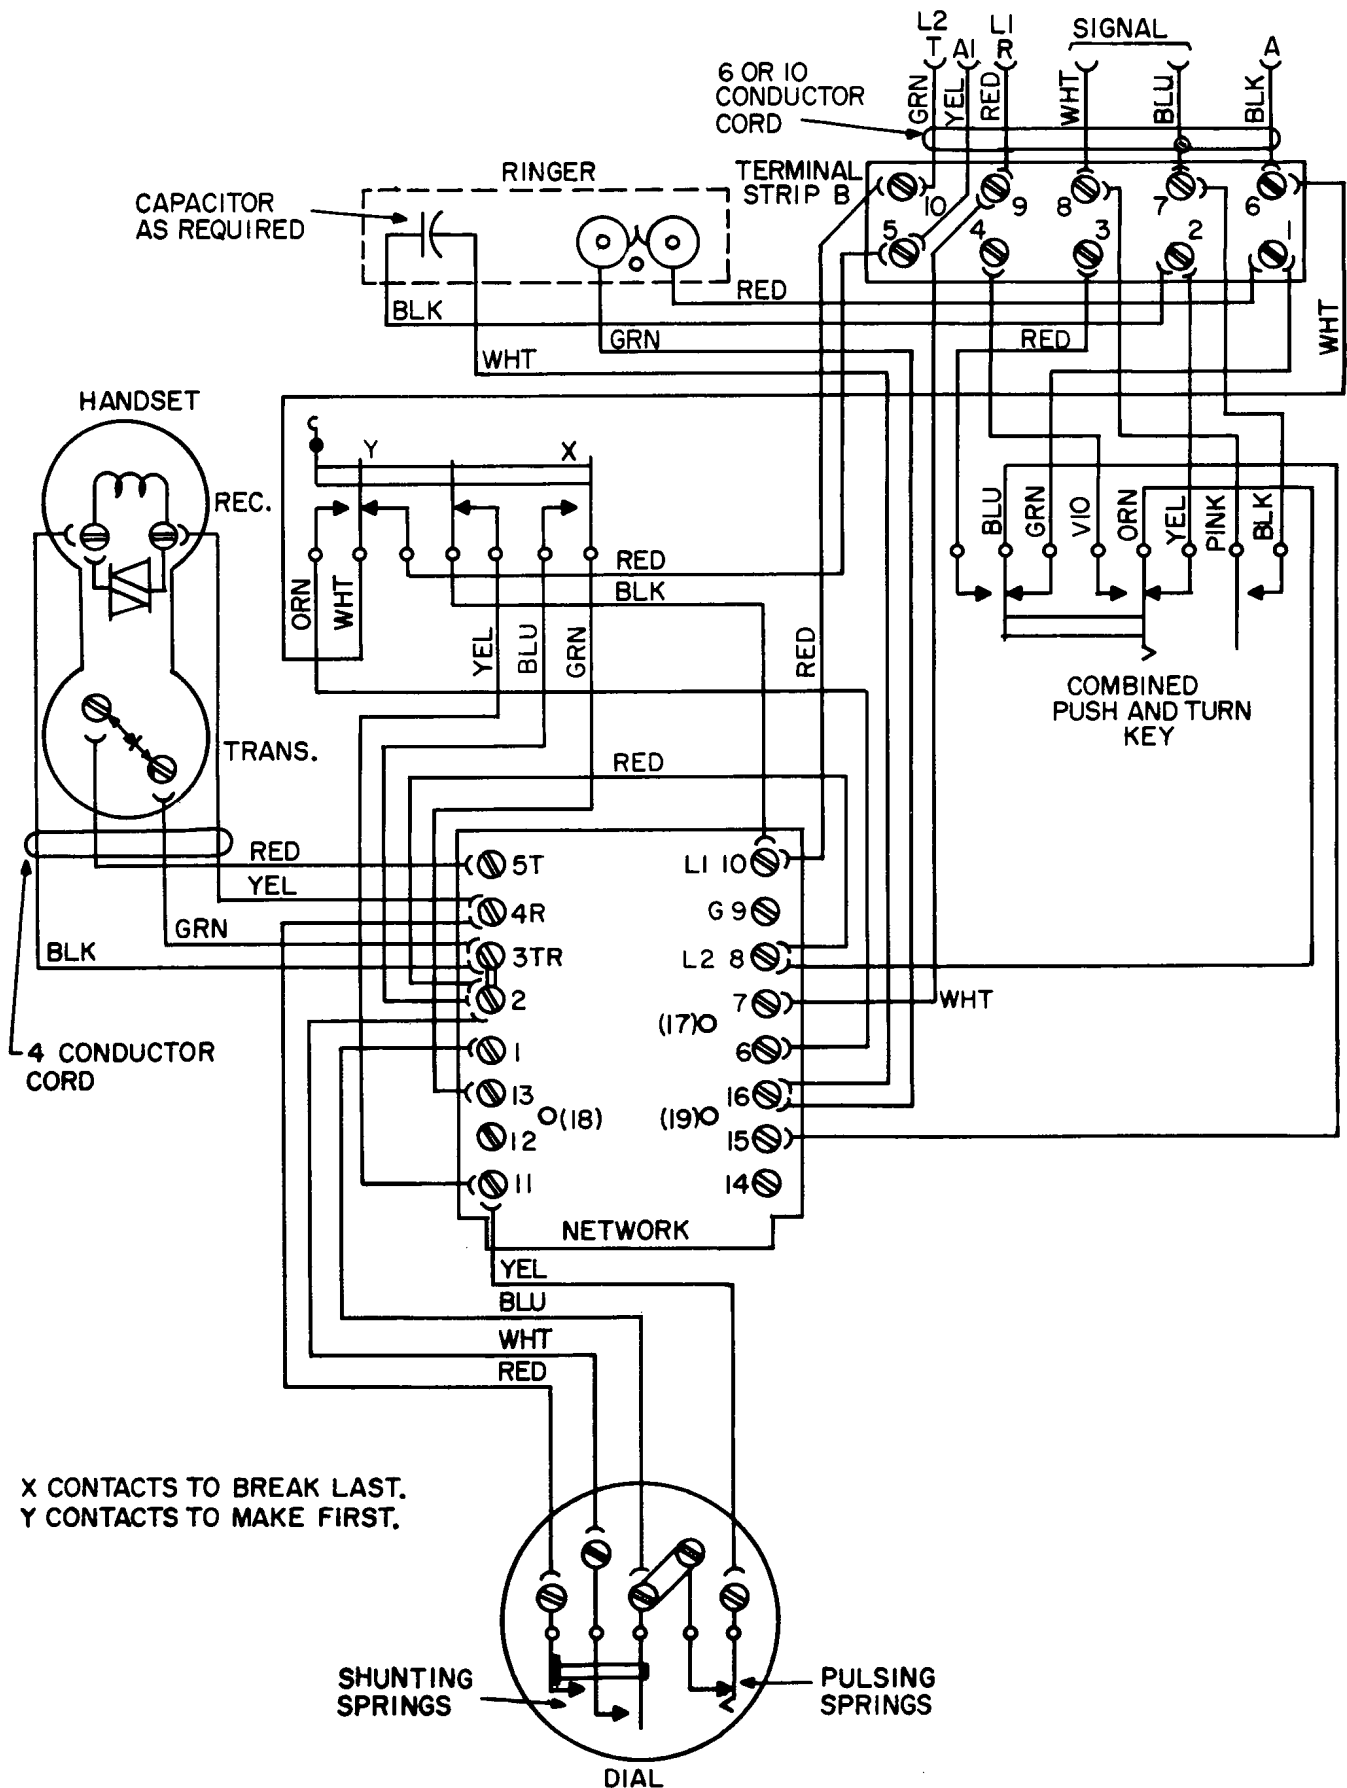 L2 L1 SIGNAL
T A1 R A
6 OR 10
CONDUCTOR
CORD
GRN YEL RED WHT BLU BLK
RINGER
TERMINAL
STRIP B
CAPACITOR
AS REQUIRED
10 9 8 7 6
5 4 3 2 1
RED
BLK
GRN
RED
WHT
WHT
HANDSET
Y X
REC.
BLU GRN VIO ORN YEL PINK BLK
RED
BLK
ORN WHT YEL BLU GRN RED
COMBINED
PUSH AND TURN
KEY
TRANS.
RED
RED
YEL
GRN
BLK
5T L1 10
4R G 9
3TR L2 8
2 7 WHT
(17)
1 6
13 16
(18) (19)
12 15
11 14
4 CONDUCTOR
CORD
NETWORK
YEL
BLU
WHT
RED
X CONTACTS TO BREAK LAST.
Y CONTACTS TO MAKE FIRST.
SHUNTING
SPRINGS
PULSING
SPRINGS
DIAL